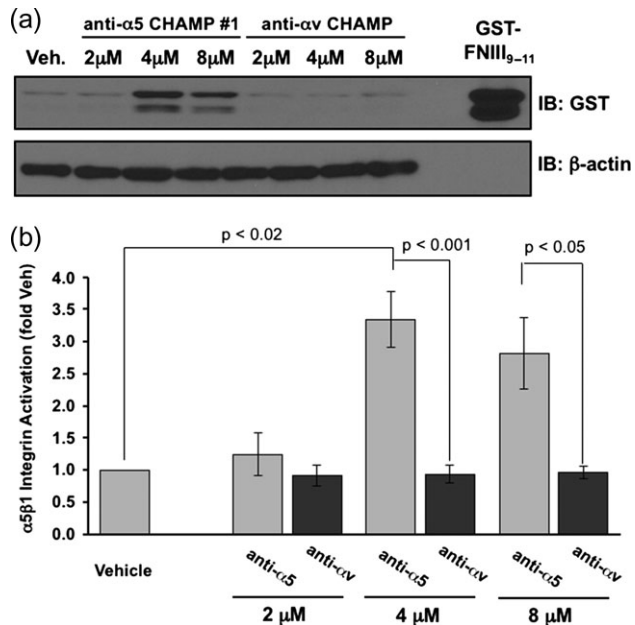 (a)
anti-α5 CHAMP #1 anti-αv CHAMP GST-
Veh. 2μM 4μM 8μM 2μM 4μM 8μM FNIII9–11
IB: GST
IB: β-actin
(b)
p < 0.02
p < 0.001
p < 0.05
α5β1 Integrin Activation (fold Veh)
4.0
3.5
3.0
2.5
2.0
1.5
1.0
0.5
0.0
Vehicle
anti-α5 anti-αv anti-α5 anti-αv anti-α5 anti-αv
2 μM 4 μM 8 μM